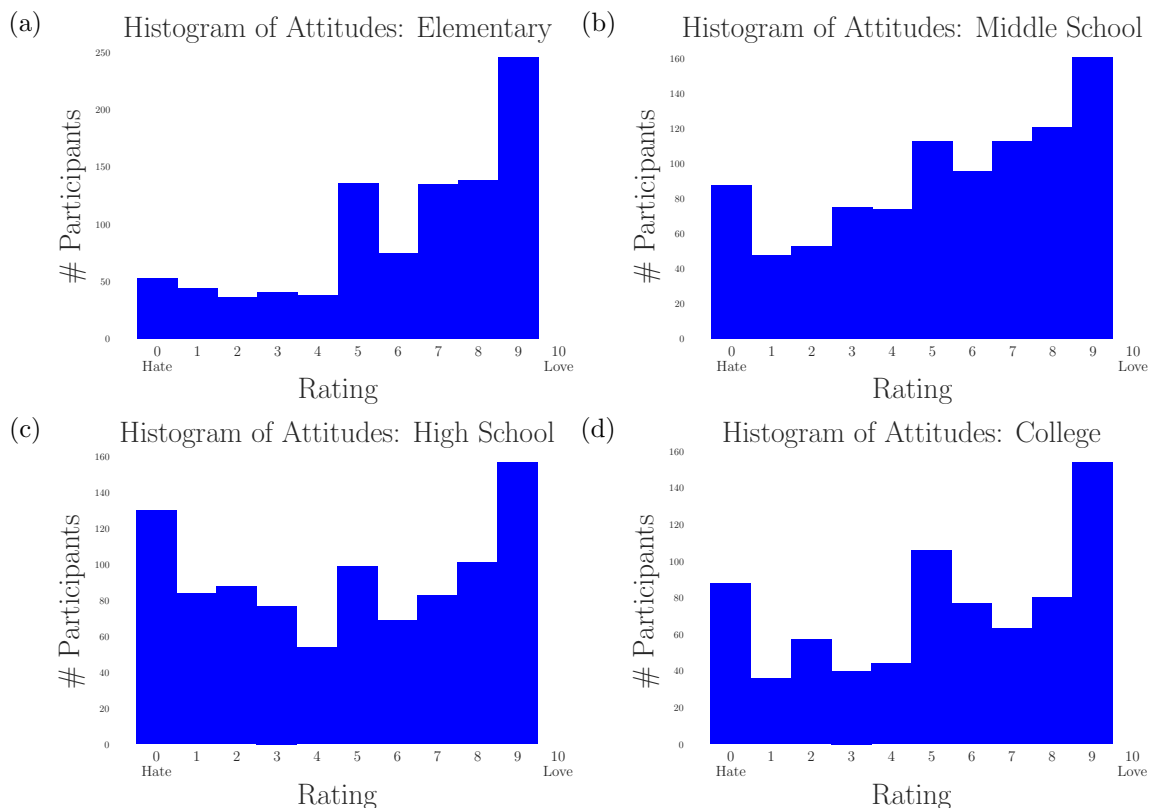 (a) Histogram of Attitudes: Elementary
250
200
150
100
50
0
# Participants
0 1 2 3 4 5 6 7 8 9 10
Hate Love
Rating
(b) Histogram of Attitudes: Middle School
160
140
120
100
80
60
40
20
0
# Participants
0 1 2 3 4 5 6 7 8 9 10
Hate Love
Rating
(c) Histogram of Attitudes: High School
160
140
120
100
80
60
40
20
0
# Participants
0 1 2 3 4 5 6 7 8 9 10
Hate Love
Rating
(d) Histogram of Attitudes: College
160
140
120
100
80
60
40
20
0
# Participants
0 1 2 3 4 5 6 7 8 9 10
Hate Love
Rating